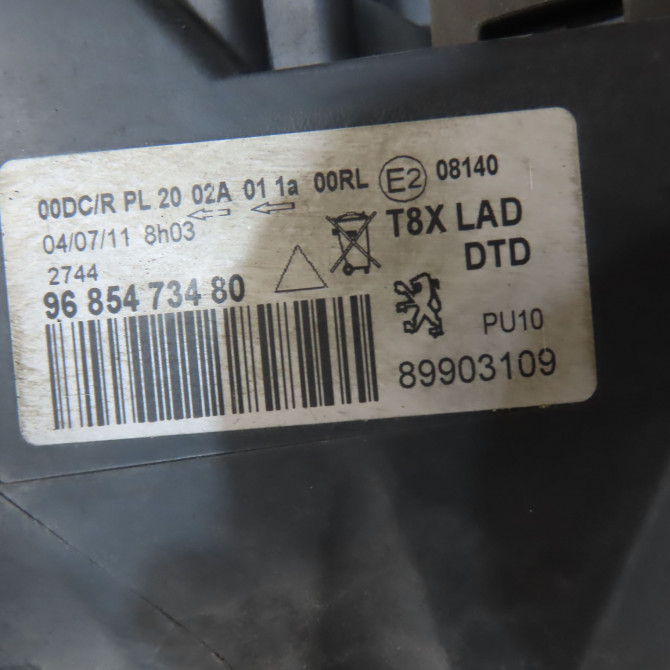 00DC/R PL 20 02A 01 1a 00RL E2 08140
04/07/11 8h03
T8X LAD
2744
DTD
96 854 734 80
PU10
89903109